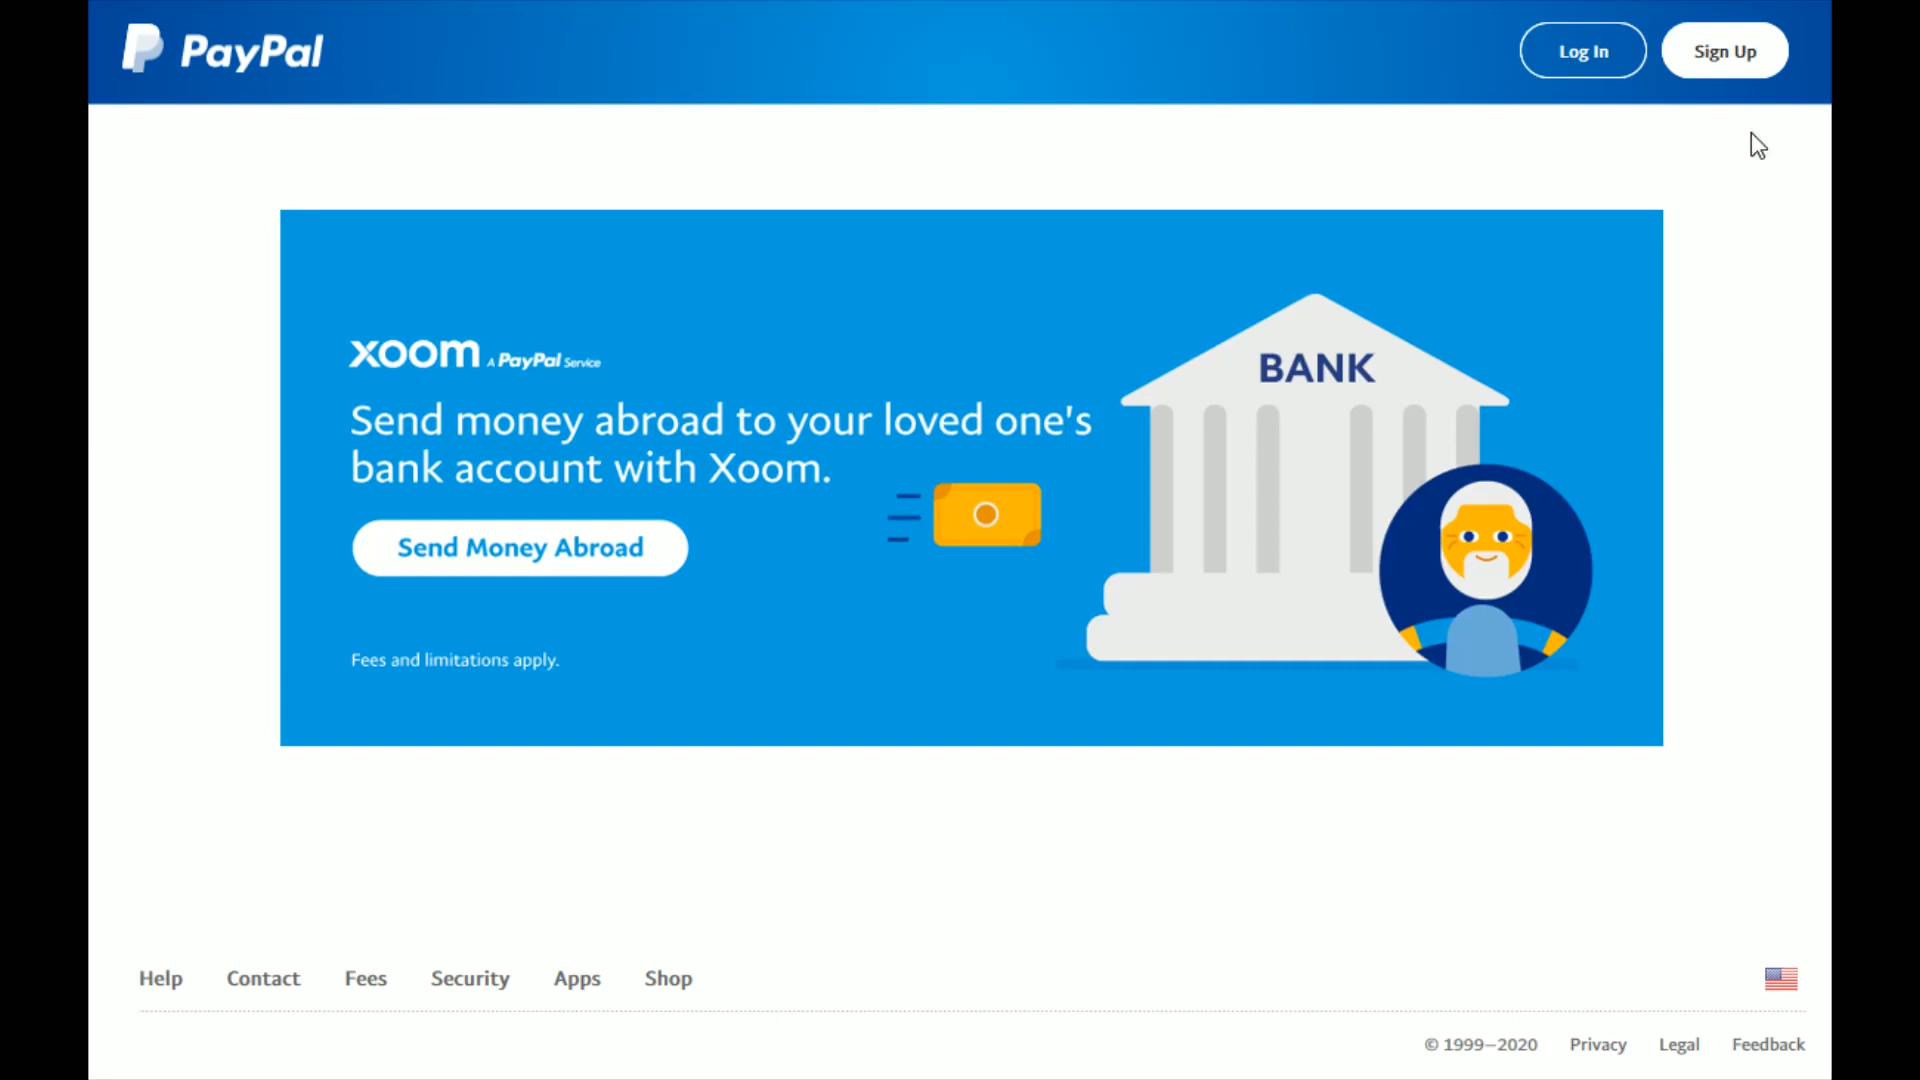 PayPal
Log In
Sign Up
xoom A PayPal Service
Send money abroad to your loved one's
bank account with Xoom.
BANK
Send Money Abroad
Fees and limitations apply.
Help Contact Fees Security Apps Shop
© 1999–2020 Privacy Legal Feedback